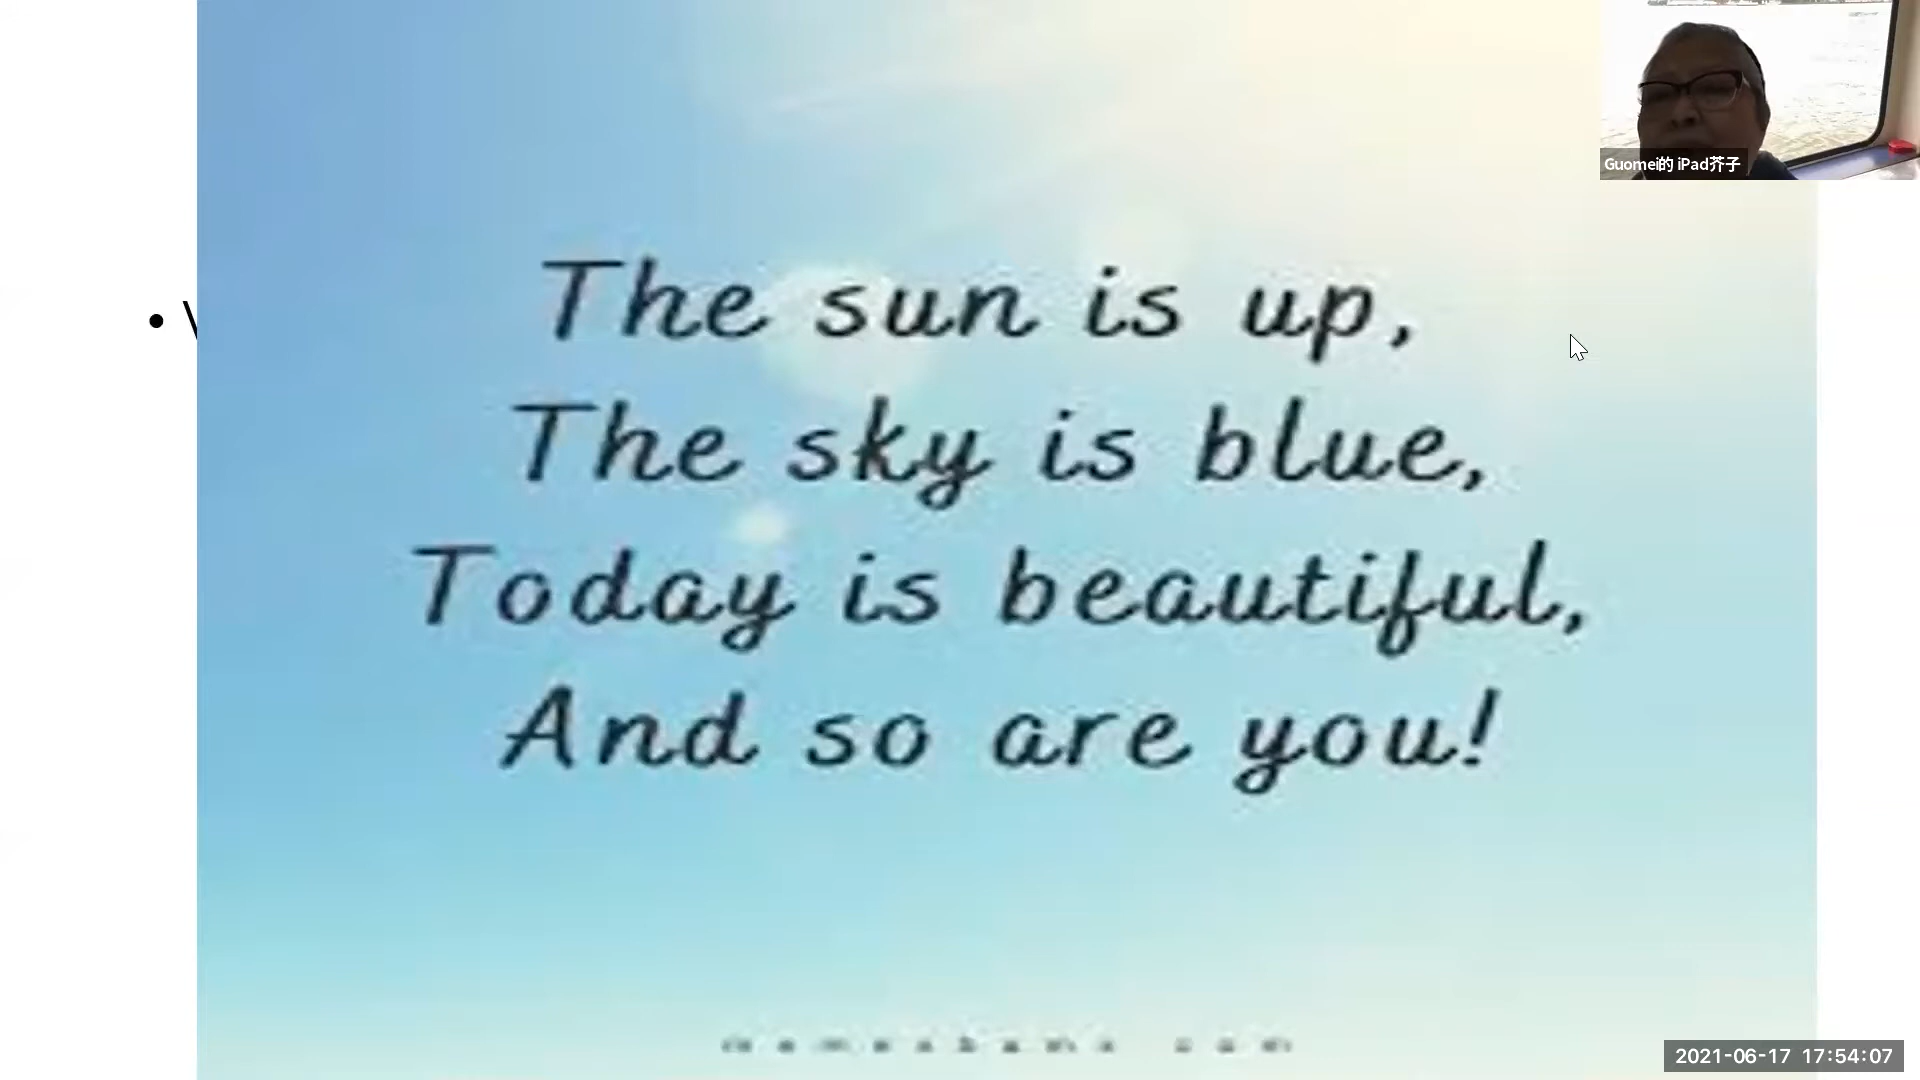 Guomei的 iPad芥子
The sun is up,
The sky is blue,
Today is beautiful,
And so are you!
2021-06-17 17:54:07